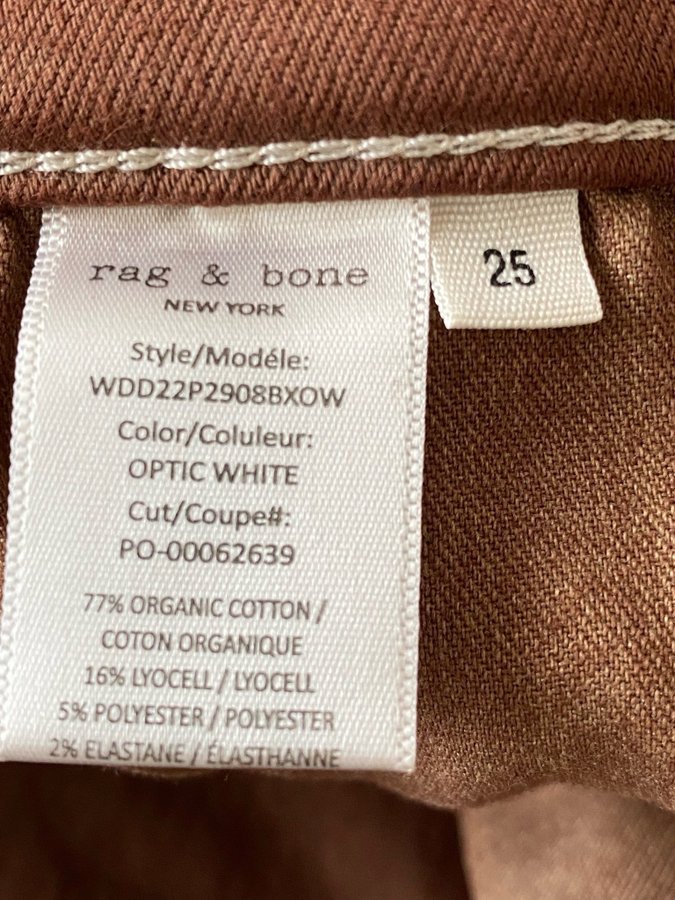 rag & bone
NEW YORK
25
Style/Modéle:
WDD22P2908BXOW
Color/Coluleur:
OPTIC WHITE
Cut/Coupe#:
PO-00062639
77% ORGANIC COTTON /
COTON ORGANIQUE
16% LYOCELL / LYOCELL
5% POLYESTER / POLYESTER
2% ELASTANE / ÉLASTHANNE